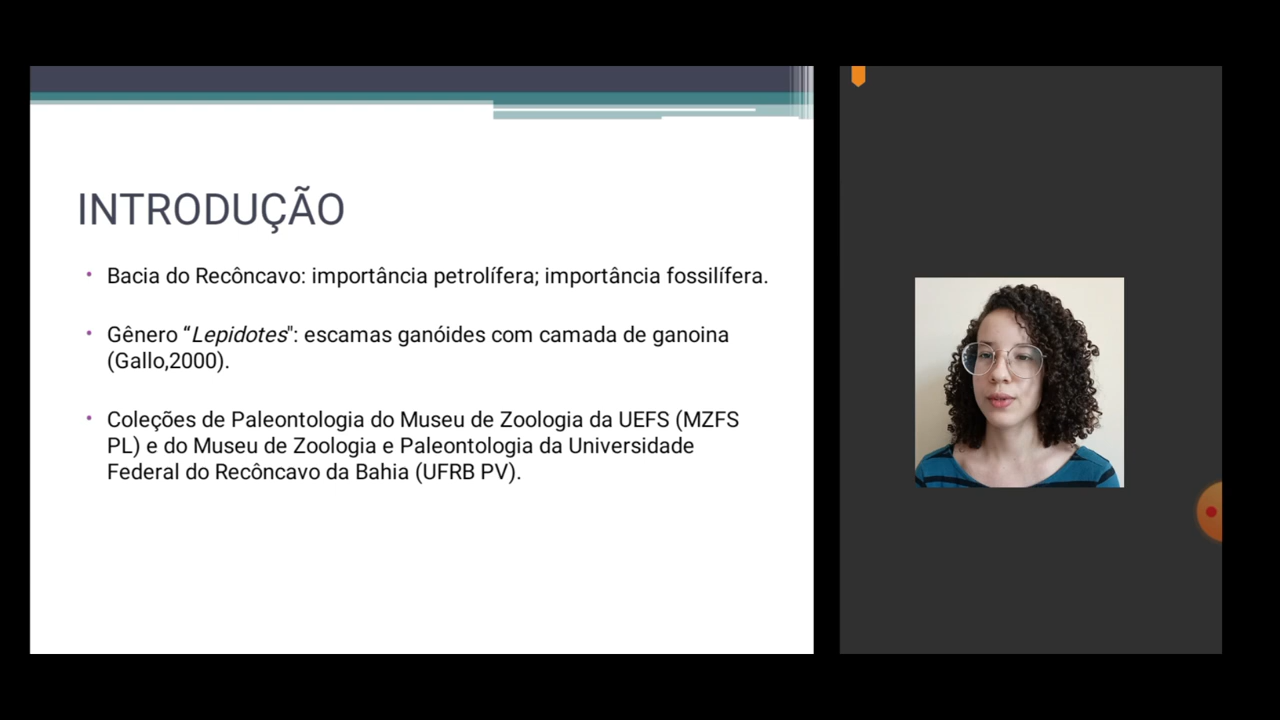 INTRODUÇÃO
• Bacia do Recôncavo: importância petrolífera; importância fossilífera.
• Gênero “Lepidotes": escamas ganóides com camada de ganoina
(Gallo,2000).
• Coleções de Paleontologia do Museu de Zoologia da UEFS (MZFS
PL) e do Museu de Zoologia e Paleontologia da Universidade
Federal do Recôncavo da Bahia (UFRB PV).